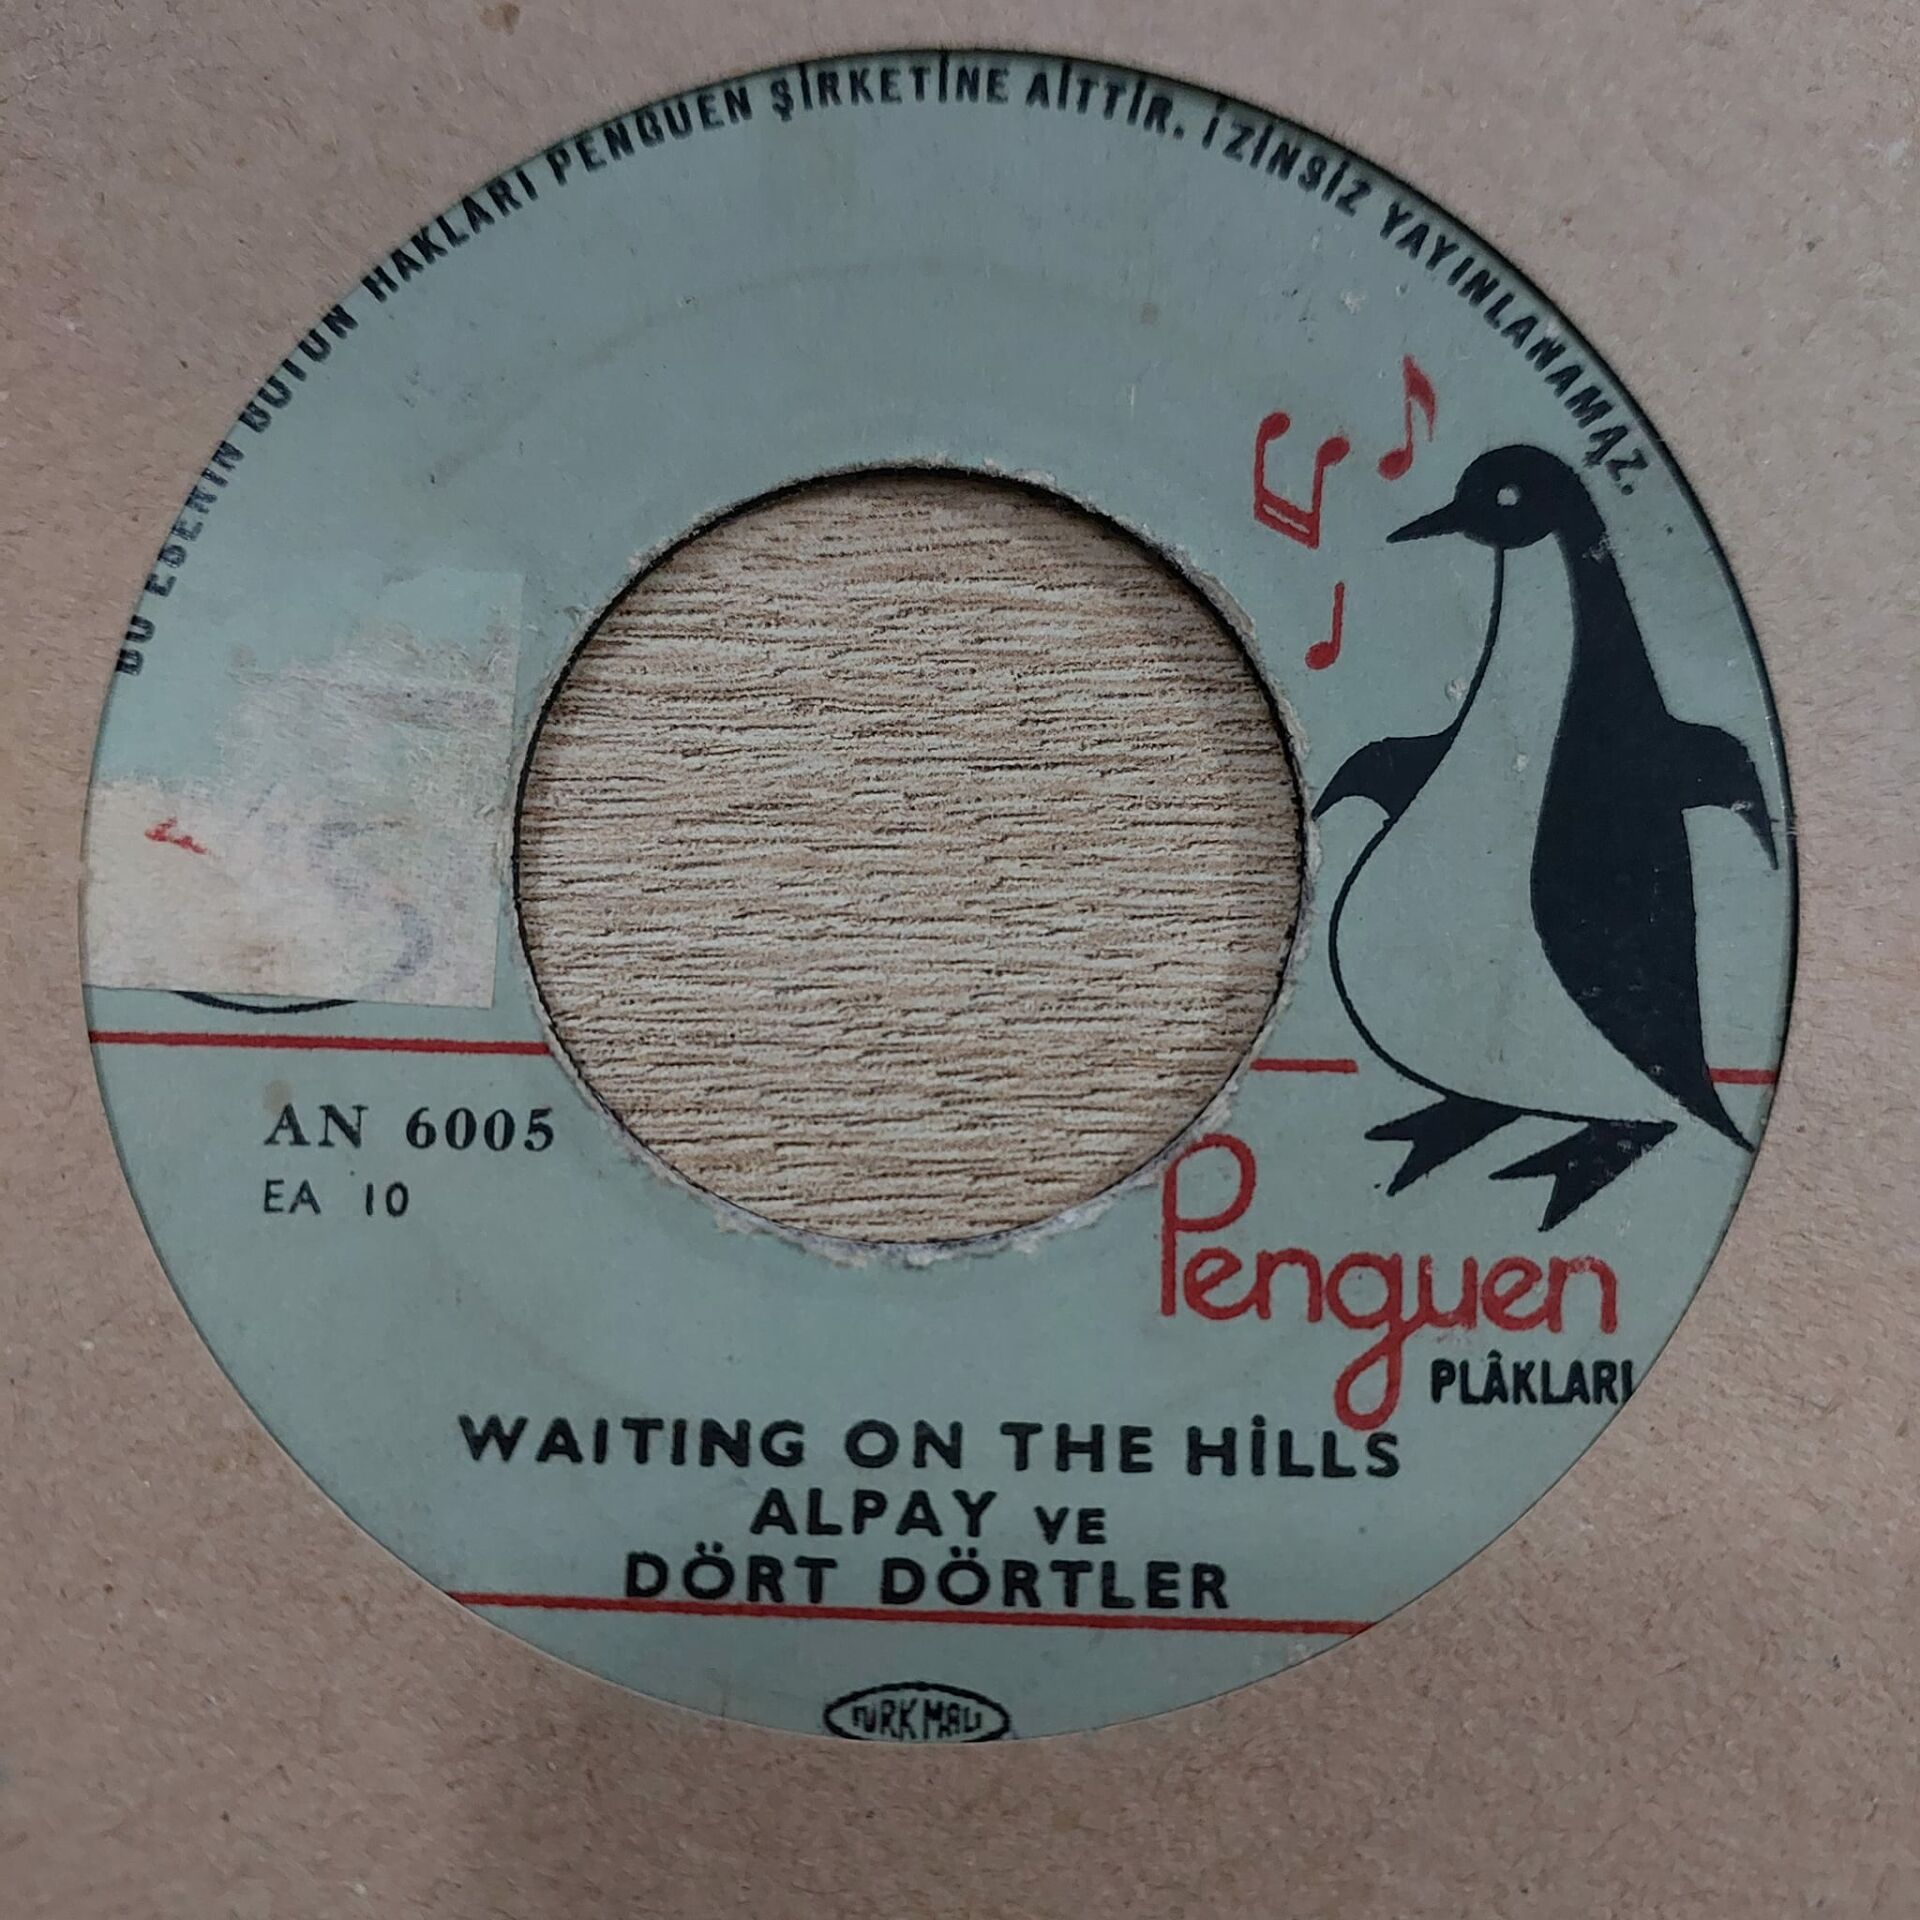 BU ESERİN BÜTÜN HAKLARI PENGUEN ŞİRKETİNE AİTTİR. İZİNSİZ YAYINLANAMAZ.
AN 6005
EA 10
Penguen
PLÂKLARI
WAITING ON THE HİLLS
ALPAY VE
DÖRT DÖRTLER
TÜRK MALI